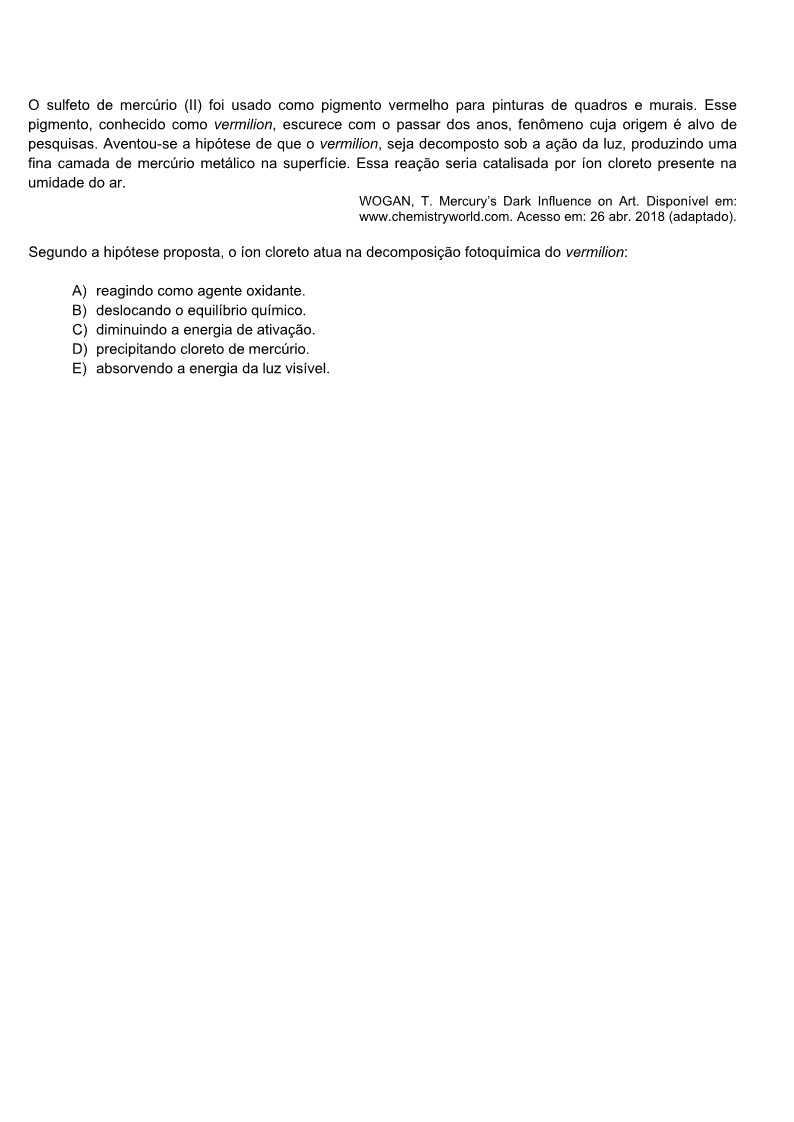 O sulfeto de mercúrio (II) foi usado como pigmento vermelho para pinturas de quadros e murais. Esse
pigmento, conhecido como vermilion, escurece com o passar dos anos, fenômeno cuja origem é alvo de
pesquisas. Aventou-se a hipótese de que o vermilion, seja decomposto sob a ação da luz, produzindo uma
fina camada de mercúrio metálico na superfície. Essa reação seria catalisada por íon cloreto presente na
umidade do ar.
WOGAN, T. Mercury's Dark Influence on Art. Disponível em:
www.chemistryworld.com. Acesso em: 26 abr. 2018 (adaptado).
Segundo a hipótese proposta, o íon cloreto atua na decomposição fotoquímica do vermilion:
A) reagindo como agente oxidante.
B) deslocando o equilíbrio químico.
C) diminuindo a energia de ativação.
D) precipitando cloreto de mercúrio.
E) absorvendo a energia da luz visível.